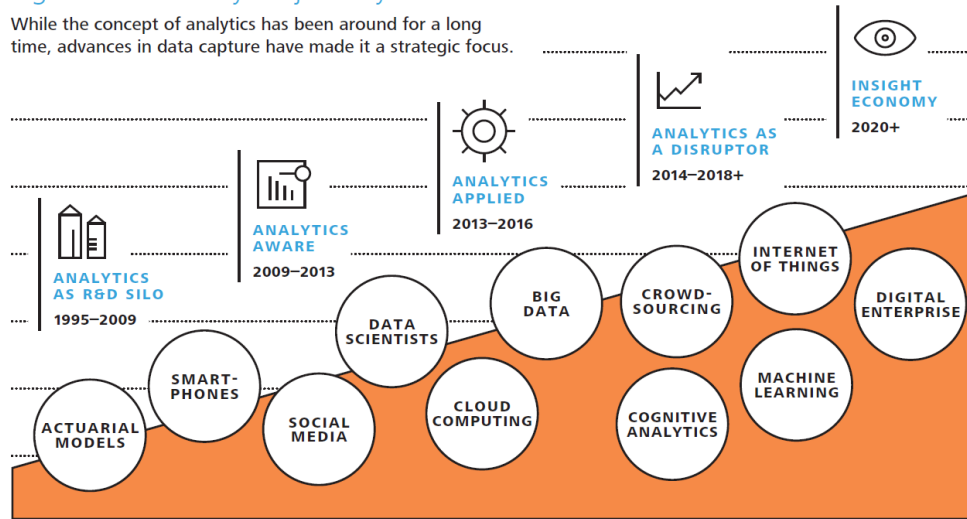 While the concept of analytics has been around for a long
time, advances in data capture have made it a strategic focus.
ANALYTICS
AS R&D SILO
1995–2009
ANALYTICS
AWARE
2009–2013
ANALYTICS
APPLIED
2013–2016
ANALYTICS AS
A DISRUPTOR
2014–2018+
INSIGHT
ECONOMY
2020+
ACTUARIAL
MODELS
SMART-
PHONES
SOCIAL
MEDIA
DATA
SCIENTISTS
CLOUD
COMPUTING
BIG
DATA
CROWD-
SOURCING
COGNITIVE
ANALYTICS
INTERNET
OF THINGS
MACHINE
LEARNING
DIGITAL
ENTERPRISE